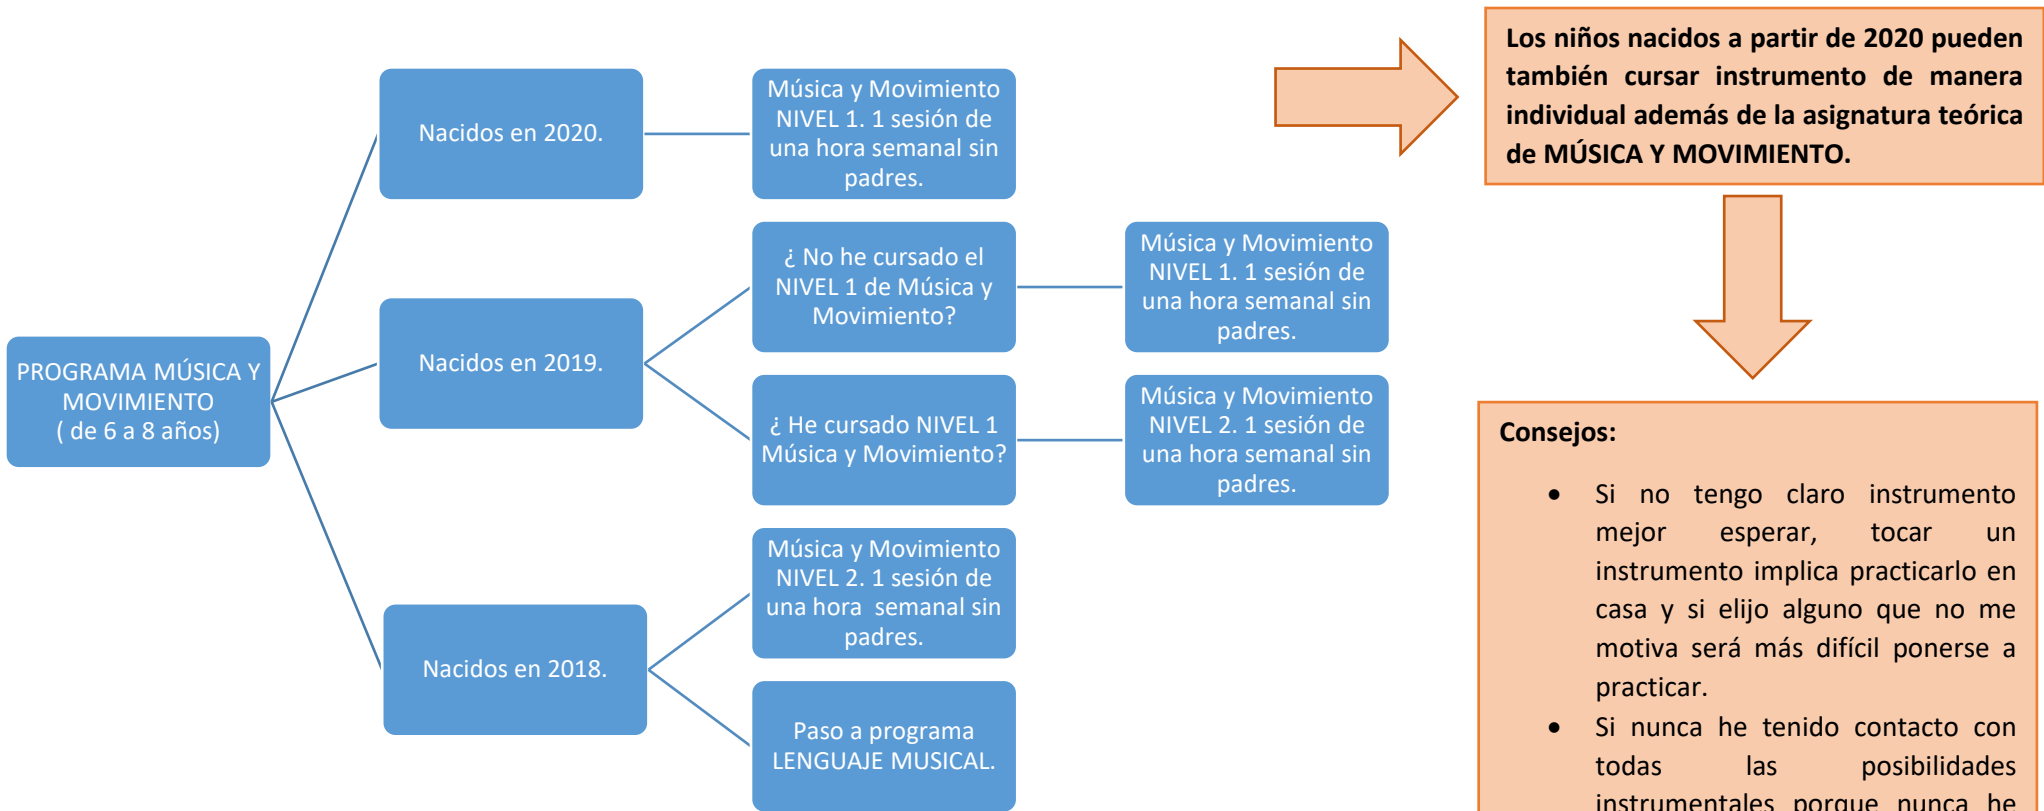 PROGRAMA MÚSICA Y
MOVIMIENTO
( de 6 a 8 años)
Nacidos en 2020.
Música y Movimiento
NIVEL 1. 1 sesión de
una hora semanal sin
padres.
Nacidos en 2019.
¿ No he cursado el
NIVEL 1 de Música y
Movimiento?
Música y Movimiento
NIVEL 1. 1 sesión de
una hora semanal sin
padres.
¿ He cursado NIVEL 1
Música y Movimiento?
Música y Movimiento
NIVEL 2. 1 sesión de
una hora semanal sin
padres.
Nacidos en 2018.
Música y Movimiento
NIVEL 2. 1 sesión de
una hora  semanal sin
padres.
Paso a programa
LENGUAJE MUSICAL.
Los niños nacidos a partir de 2020 pueden
también cursar instrumento de manera
individual además de la asignatura teórica
de MÚSICA Y MOVIMIENTO.
Consejos:
• Si no tengo claro instrumento
mejor esperar, tocar un
instrumento implica practicarlo en
casa y si elijo alguno que no me
motiva será más difícil ponerse a
practicar.
• Si nunca he tenido contacto con
todas las posibilidades
instrumentales porque nunca he